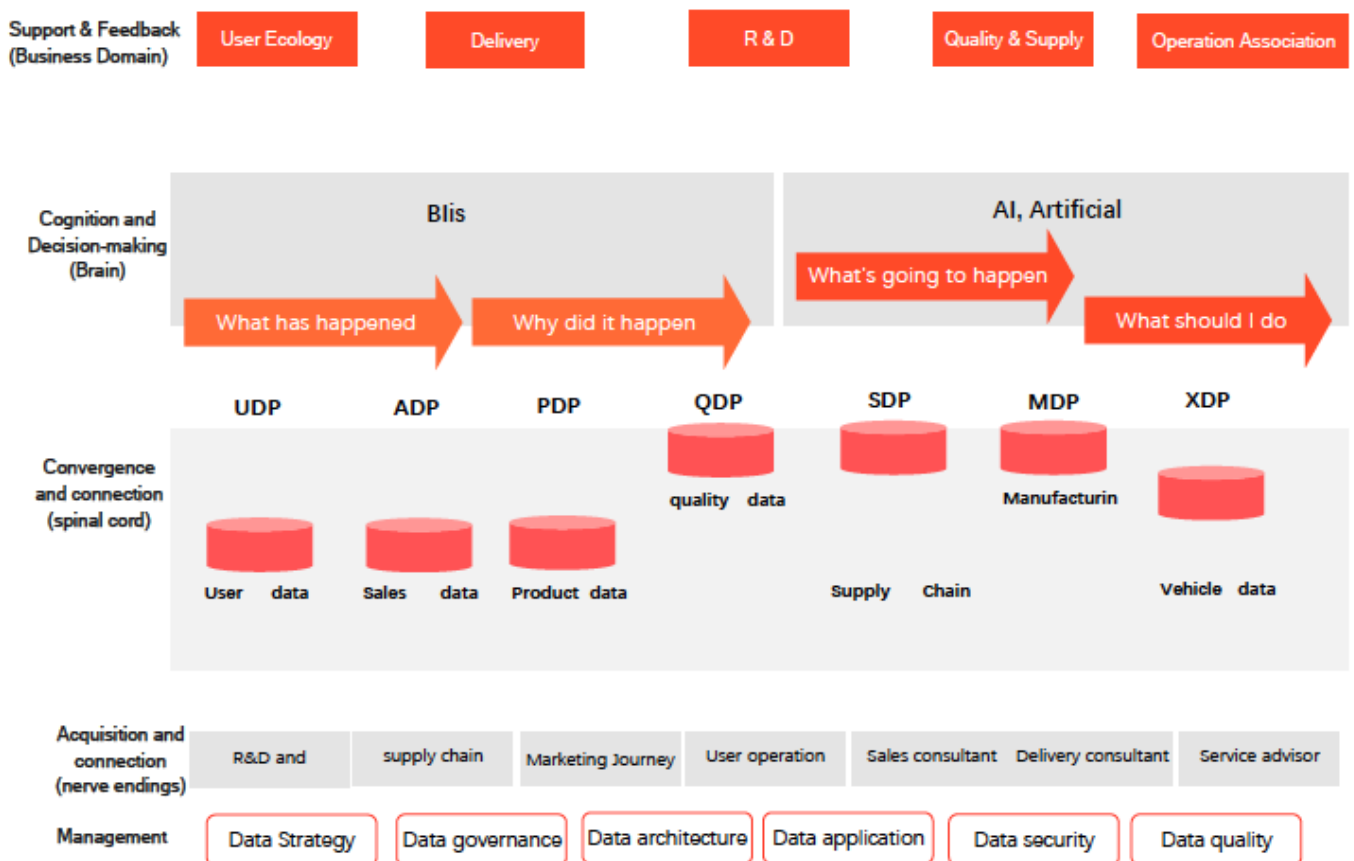 Support & Feedback
(Business Domain)
User Ecology
Delivery
R & D
Quality & Supply
Operation Association
Cognition and
Decision-making
(Brain)
BIis
AI, Artificial
What's going to happen
What has happened
Why did it happen
What should I do
UDP
ADP
PDP
QDP
SDP
MDP
XDP
Convergence
and connection
(spinal cord)
quality data
Manufacturin
User data
Sales data
Product data
Supply Chain
Vehicle data
Acquisition and
connection
(nerve endings)
R&D and
supply chain
Marketing Journey
User operation
Sales consultant
Delivery consultant
Service advisor
Management
Data Strategy
Data governance
Data architecture
Data application
Data security
Data quality